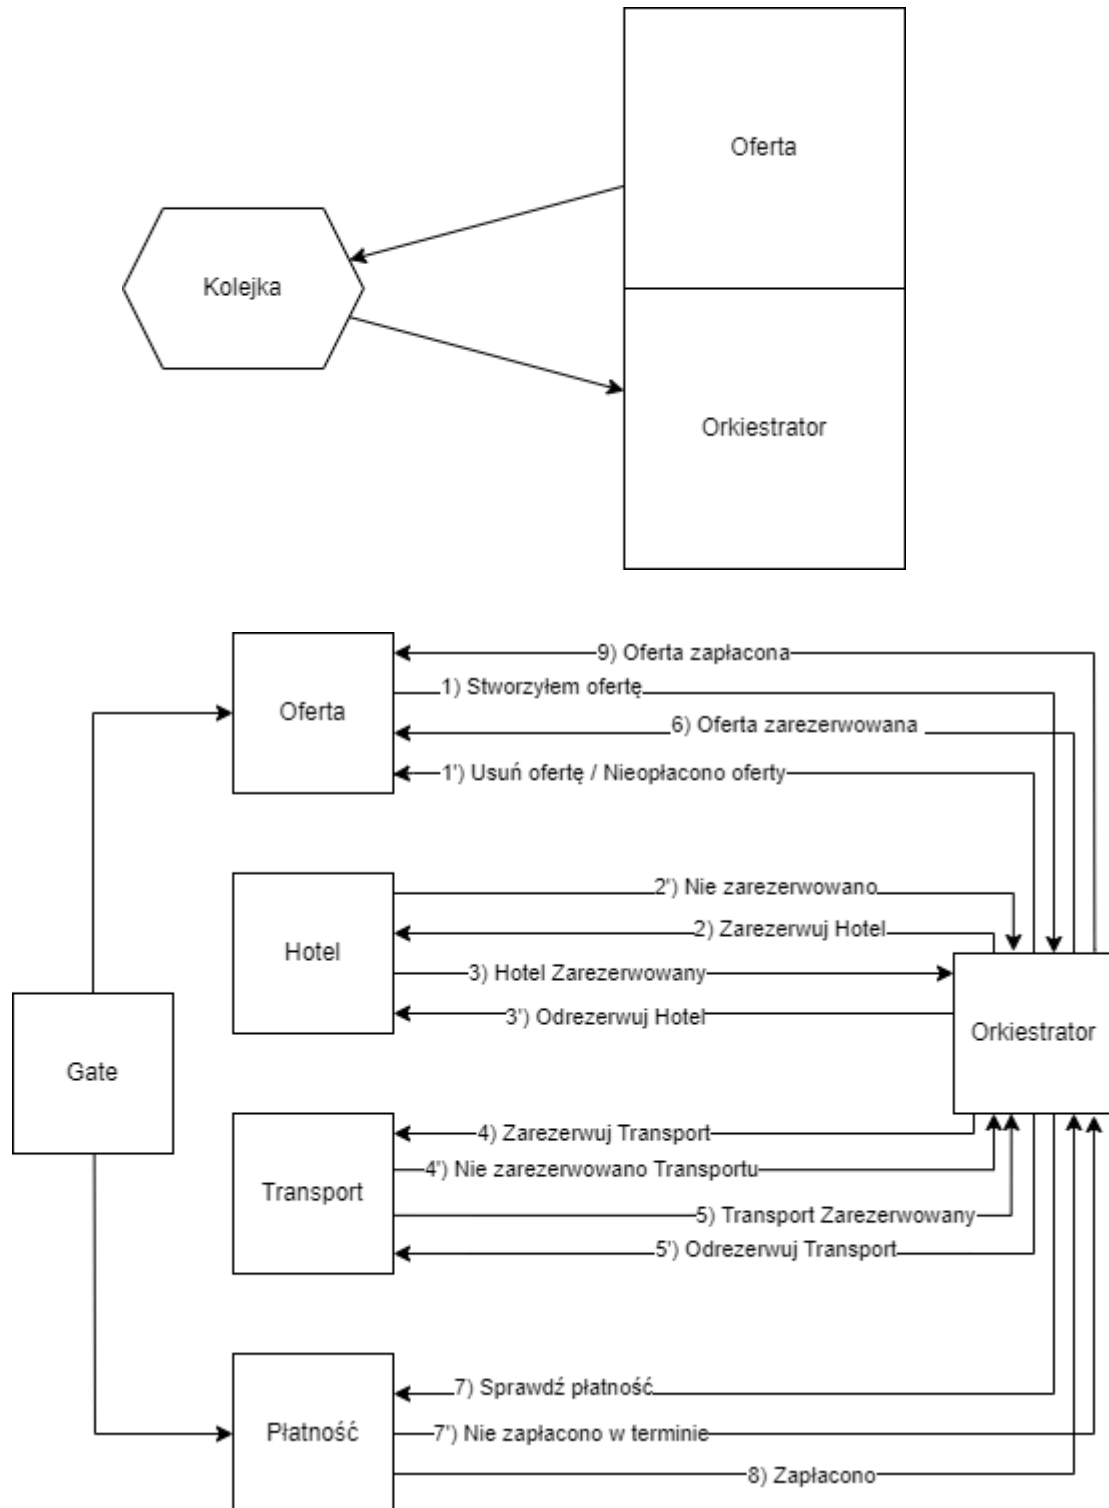 Oferta
Kolejka
Orkiestrator
9) Oferta zapłacona
1) Stworzyłem ofertę
Oferta
6) Oferta zarezerwowana
1') Usuń ofertę / Nieopłacono oferty
2') Nie zarezerwowano
2) Zarezerwuj Hotel
Hotel
3) Hotel Zarezerwowany
3') Odrezerwuj Hotel
Orkiestrator
Gate
4) Zarezerwuj Transport
4') Nie zarezerwowano Transportu
Transport
5) Transport Zarezerwowany
5') Odrezerwuj Transport
7) Sprawdź płatność
Płatność
7') Nie zapłacono w terminie
8) Zapłacono